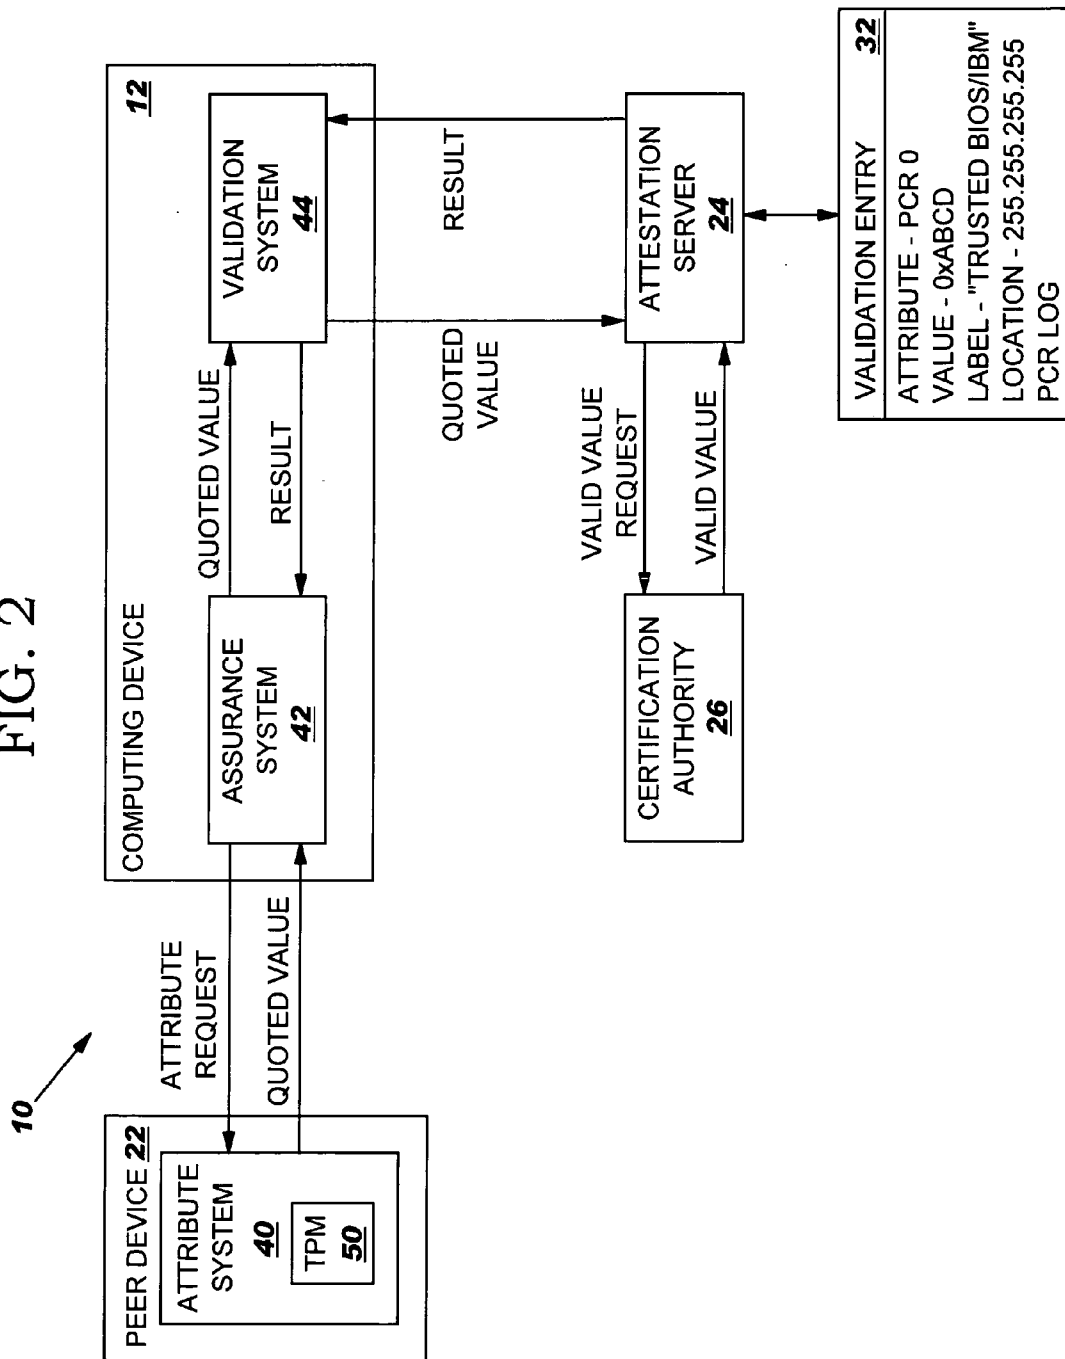 FIG. 2
10
PEER DEVICE 22
ATTRIBUTE
SYSTEM
40
TPM
50
ATTRIBUTE
REQUEST
QUOTED VALUE
COMPUTING DEVICE
12
ASSURANCE
SYSTEM
42
QUOTED VALUE
RESULT
VALIDATION
SYSTEM
44
QUOTED
VALUE
RESULT
CERTIFICATION
AUTHORITY
26
VALID VALUE
REQUEST
VALID VALUE
ATTESTATION
SERVER
24
VALIDATION ENTRY 32
ATTRIBUTE - PCR 0
VALUE - 0xABCD
LABEL - "TRUSTED BIOS/IBM"
LOCATION - 255.255.255.255
PCR LOG